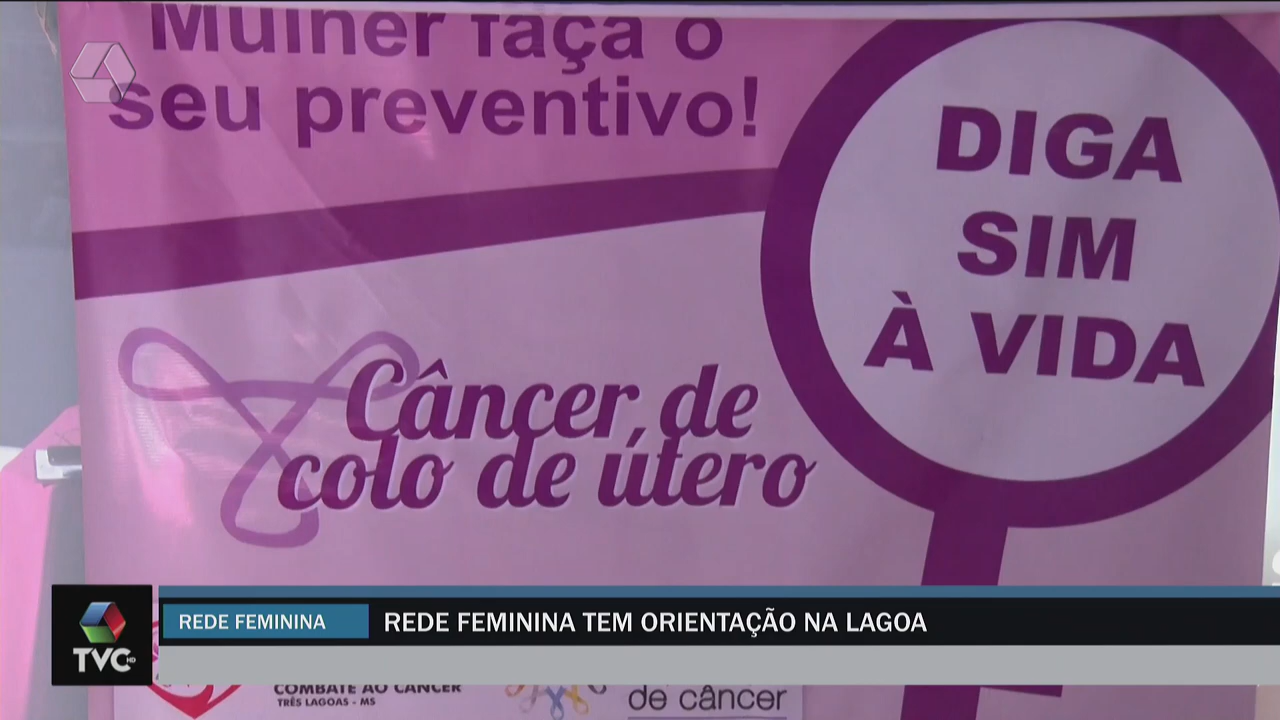 Mulher faça o
seu preventivo!
DIGA
SIM
À VIDA
Câncer de
colo de útero
REDE FEMININA
REDE FEMININA TEM ORIENTAÇÃO NA LAGOA
TVC HD
COMBATE AO CÂNCER
TRÊS LAGOAS - MS
de câncer